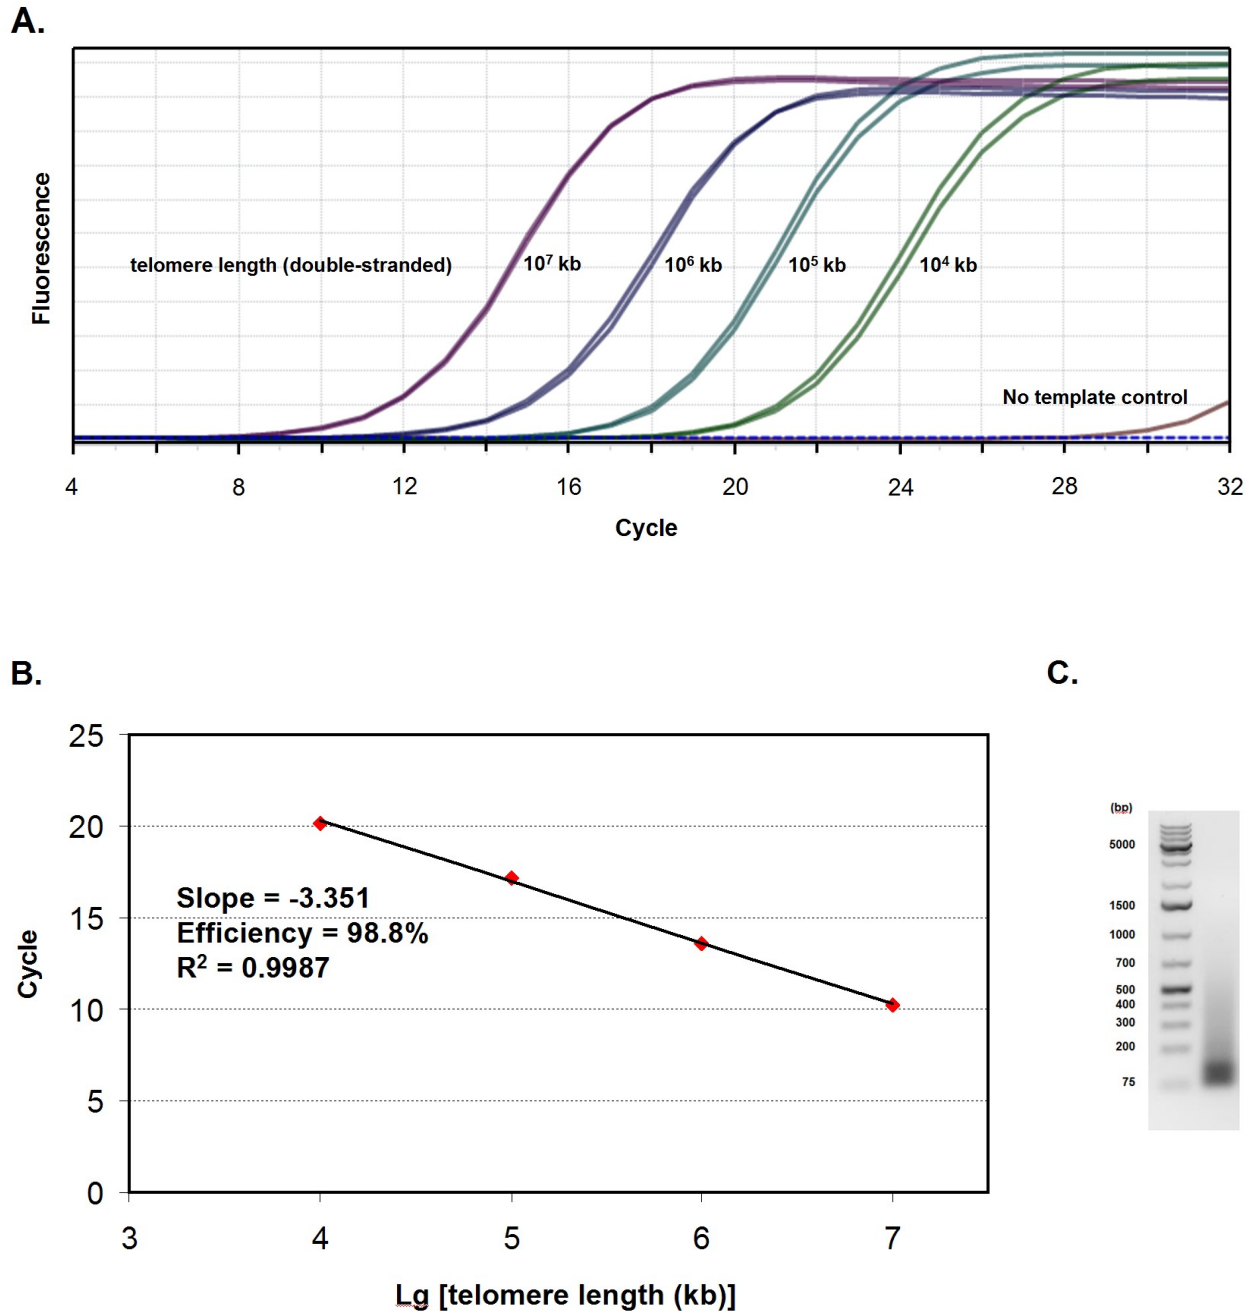 A.
Fluorescence
telomere length (double-stranded)
10⁷ kb
10⁶ kb
10⁵ kb
10⁴ kb
No template control
4 8 12 16 20 24 28 32
Cycle
B.
Cycle
25
20
15
10
5
0
Slope = -3.351
Efficiency = 98.8%
R² = 0.9987
3 4 5 6 7
Lg [telomere length (kb)]
C.
(bp)
5000
1500
1000
700
500
400
300
200
75